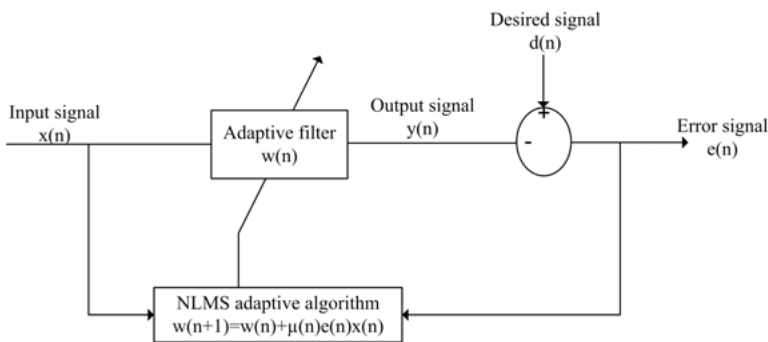 Desired signal
d(n)
Input signal
x(n)
Adaptive filter
w(n)
Output signal
y(n)
+
-
Error signal
e(n)
NLMS adaptive algorithm
w(n+1)=w(n)+μ(n)e(n)x(n)